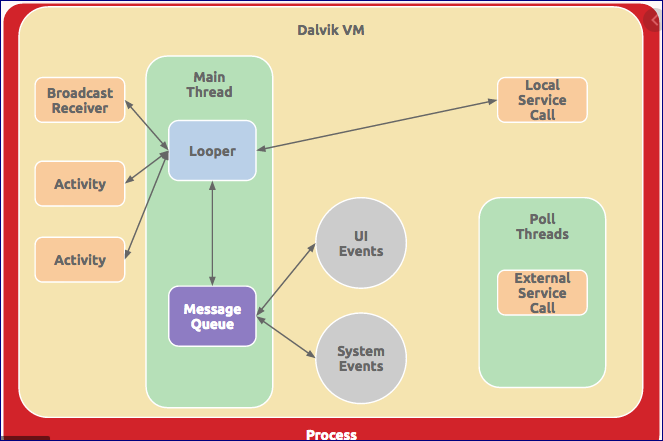 Dalvik VM
Main
Thread
Broadcast
Receiver
Local
Service
Call
Looper
Activity
UI
Events
Poll
Threads
Activity
External
Service
Call
Message
Queue
System
Events
Process